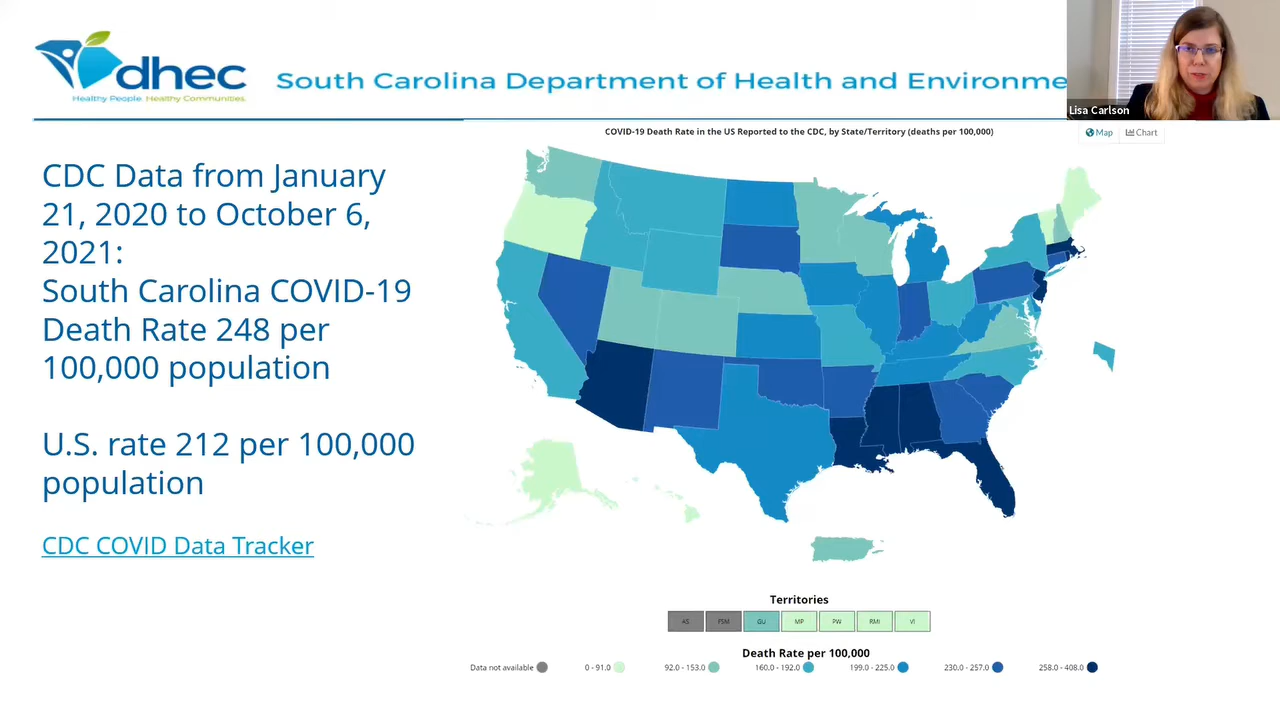 dhec
Healthy People. Healthy Communities.
South Carolina Department of Health and Environme
Lisa Carlson
COVID-19 Death Rate in the US Reported to the CDC, by State/Territory (deaths per 100,000)
Map
Chart
CDC Data from January
21, 2020 to October 6,
2021:
South Carolina COVID-19
Death Rate 248 per
100,000 population
U.S. rate 212 per 100,000
population
CDC COVID Data Tracker
Territories
AS FSM GU MP PW RMI VI
Death Rate per 100,000
Data not available 0 - 91.0 92.0 - 153.0 160.0 - 192.0 199.0 - 225.0 230.0 - 257.0 258.0 - 408.0